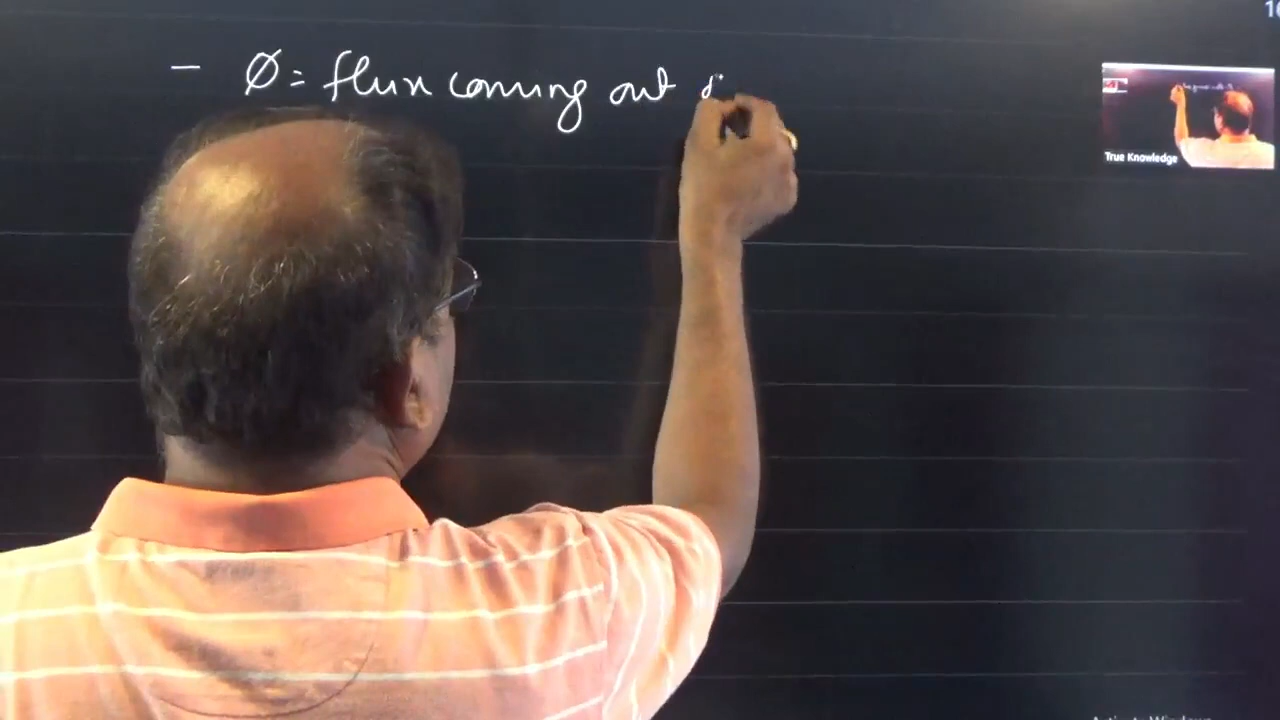 - Ø = flux coming out
True Knowledge